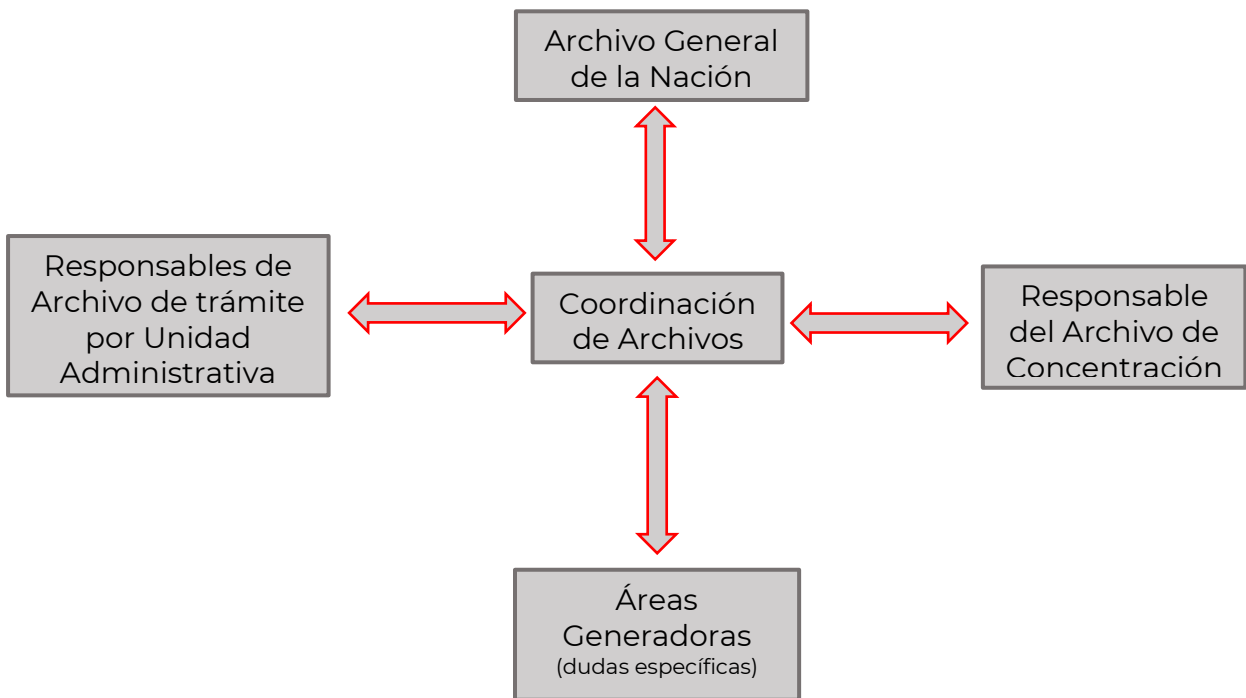 Archivo General
de la Nación
Responsables de
Archivo de trámite
por Unidad
Administrativa
Coordinación
de Archivos
Responsable
del Archivo de
Concentración
Áreas
Generadoras
(dudas específicas)